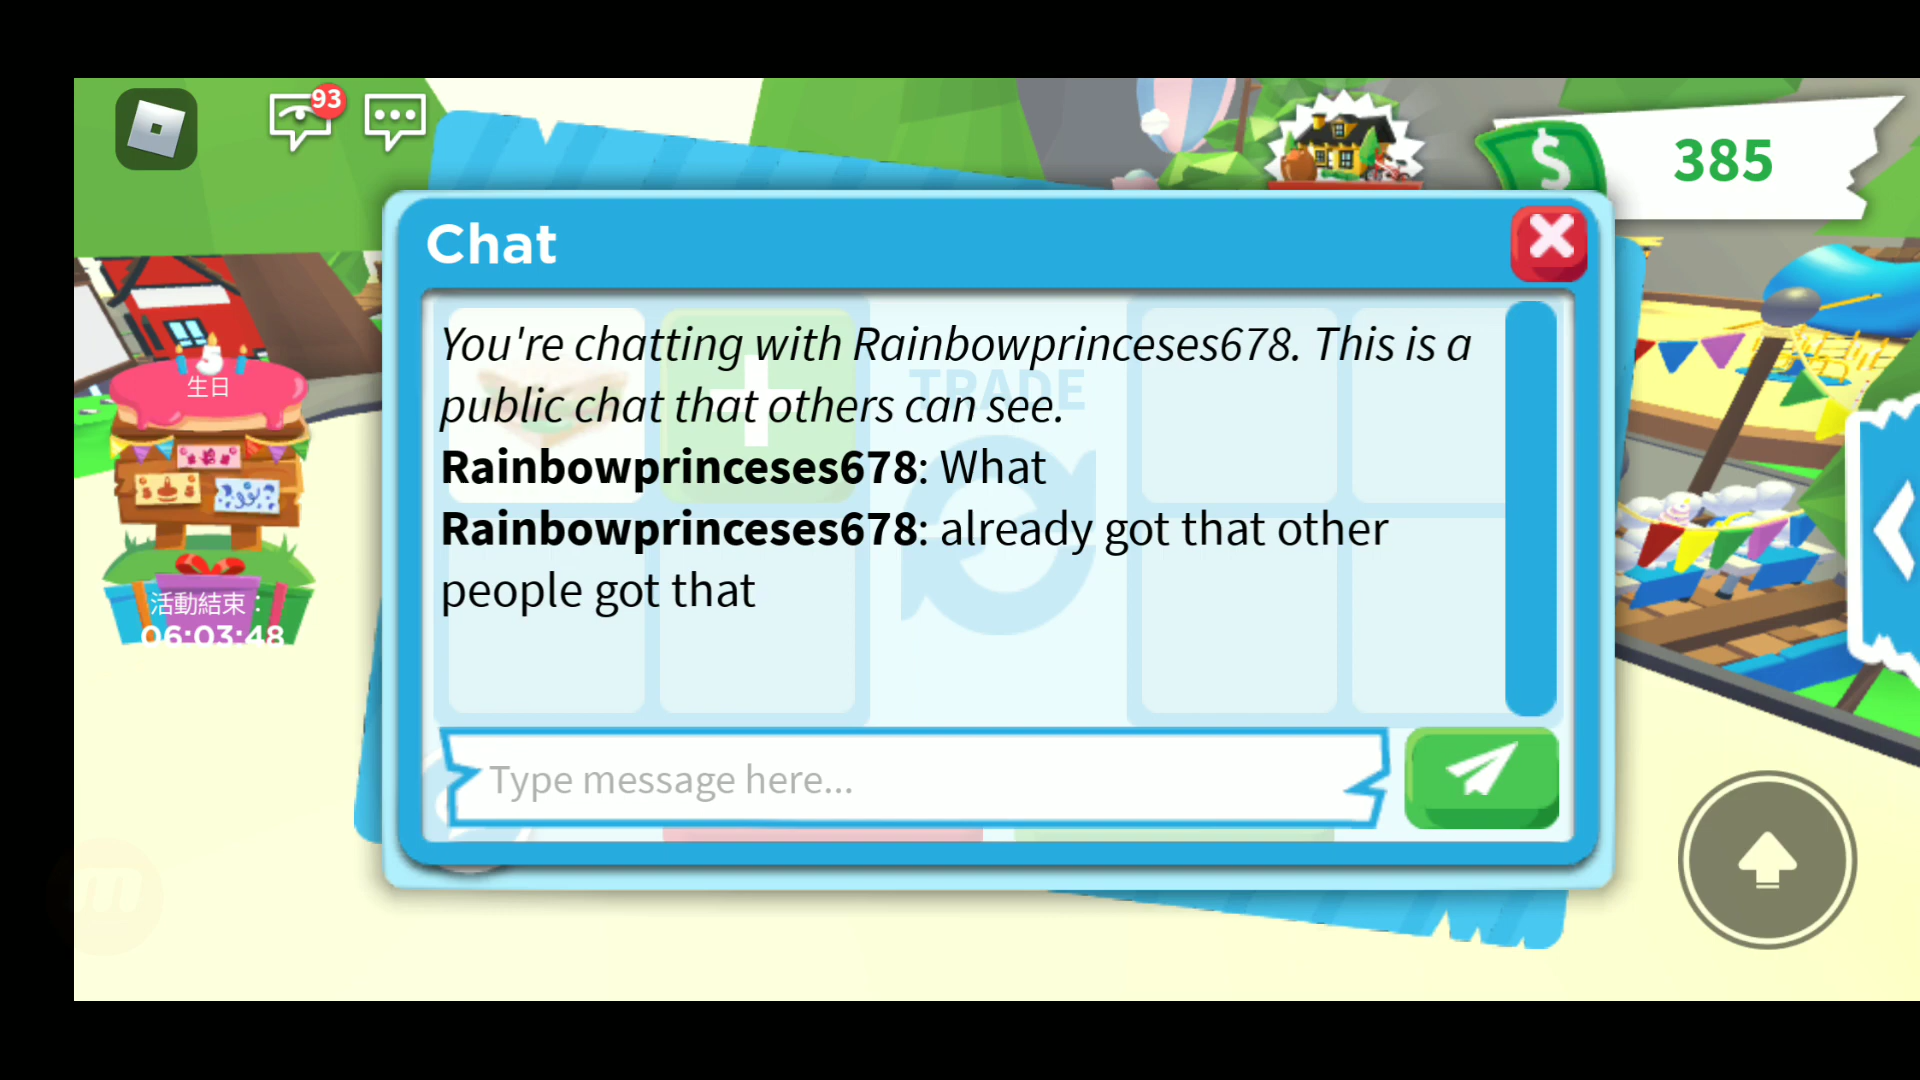 93
385
Chat
You're chatting with Rainbowprinceses678. This is a
public chat that others can see.
TRADE
Rainbowprinceses678: What
Rainbowprinceses678: already got that other
people got that
Type message here...
5
生日
活動結束：
06:03:48